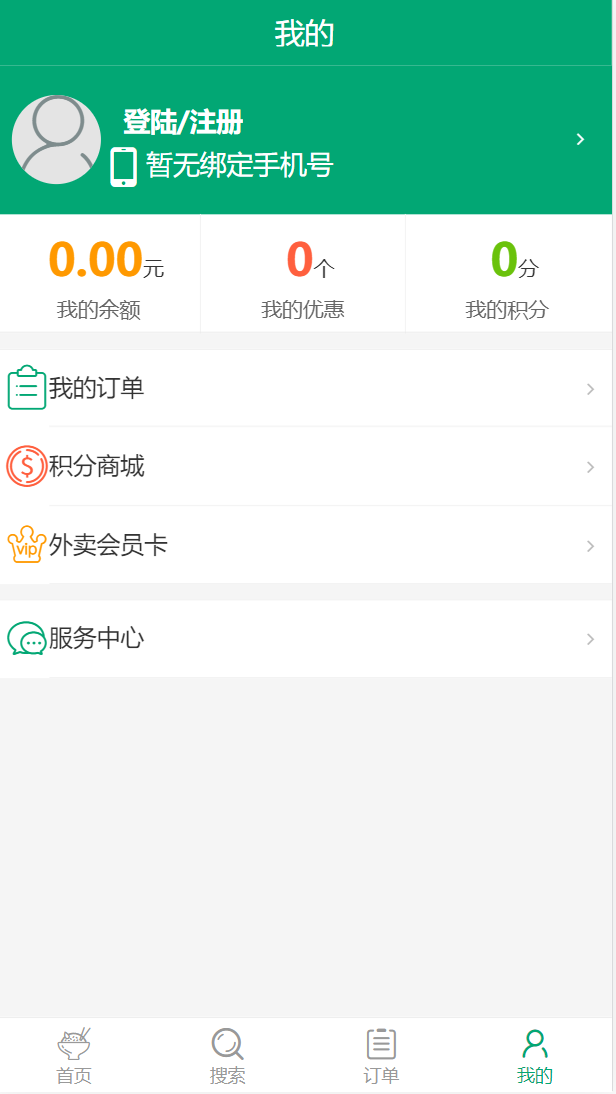 我的
登陆/注册
暂无绑定手机号
0.00元
0个
0分
我的余额
我的优惠
我的积分
我的订单
积分商城
vip
外卖会员卡
服务中心
首页
搜索
订单
我的